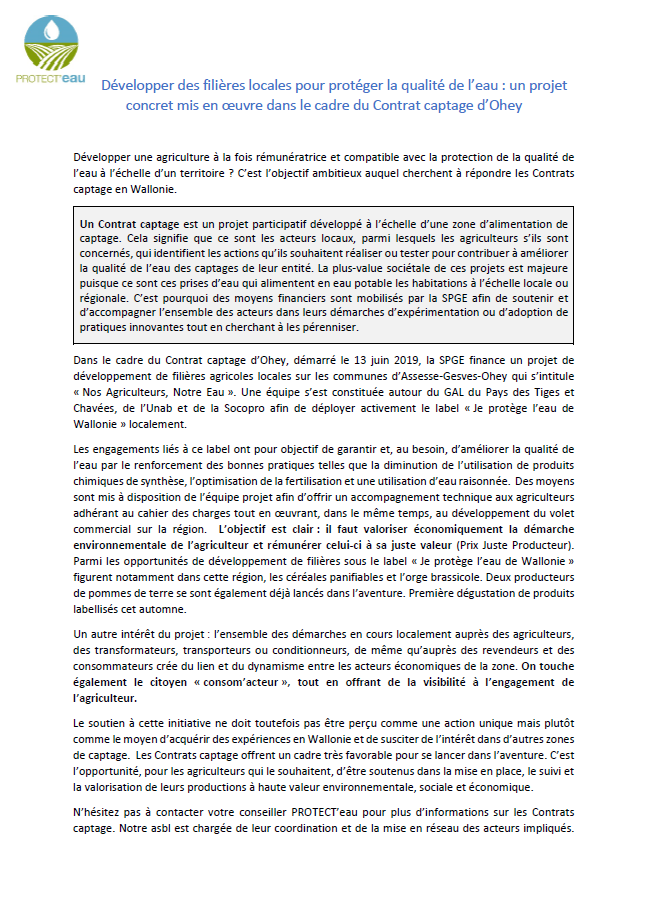 PROTECT'eau
Développer des filières locales pour protéger la qualité de l'eau : un projet
concret mis en œuvre dans le cadre du Contrat captage d'Ohey
Développer une agriculture à la fois rémunératrice et compatible avec la protection de la qualité de
l'eau à l'échelle d'un territoire ? C'est l'objectif ambitieux auquel cherchent à répondre les Contrats
captage en Wallonie.
Un Contrat captage est un projet participatif développé à l'échelle d'une zone d'alimentation de
captage. Cela signifie que ce sont les acteurs locaux, parmi lesquels les agriculteurs s'ils sont
concernés, qui identifient les actions qu'ils souhaitent réaliser ou tester pour contribuer à améliorer
la qualité de l'eau des captages de leur entité. La plus-value sociétale de ces projets est majeure
puisque ce sont ces prises d'eau qui alimentent en eau potable les habitations à l'échelle locale ou
régionale. C'est pourquoi des moyens financiers sont mobilisés par la SPGE afin de soutenir et
d'accompagner l'ensemble des acteurs dans leurs démarches d'expérimentation ou d'adoption de
pratiques innovantes tout en cherchant à les pérenniser.
Dans le cadre du Contrat captage d'Ohey, démarré le 13 juin 2019, la SPGE finance un projet de
développement de filières agricoles locales sur les communes d'Assesse-Gesves-Ohey qui s'intitule
« Nos Agriculteurs, Notre Eau ». Une équipe s'est constituée autour du GAL du Pays des Tiges et
Chavées, de l'Unab et de la Socopro afin de déployer activement le label « Je protège l'eau de
Wallonie » localement.
Les engagements liés à ce label ont pour objectif de garantir et, au besoin, d'améliorer la qualité de
l'eau par le renforcement des bonnes pratiques telles que la diminution de l'utilisation de produits
chimiques de synthèse, l'optimisation de la fertilisation et une utilisation d'eau raisonnée. Des moyens
sont mis à disposition de l'équipe projet afin d'offrir un accompagnement technique aux agriculteurs
adhérant au cahier des charges tout en œuvrant, dans le même temps, au développement du volet
commercial sur la région. L'objectif est clair : il faut valoriser économiquement la démarche
environnementale de l'agriculteur et rémunérer celui-ci à sa juste valeur (Prix Juste Producteur).
Parmi les opportunités de développement de filières sous le label « Je protège l'eau de Wallonie »
figurent notamment dans cette région, les céréales panifiables et l'orge brassicole. Deux producteurs
de pommes de terre se sont également déjà lancés dans l'aventure. Première dégustation de produits
labellisés cet automne.
Un autre intérêt du projet : l'ensemble des démarches en cours localement auprès des agriculteurs,
des transformateurs, transporteurs ou conditionneurs, de même qu'auprès des revendeurs et des
consommateurs crée du lien et du dynamisme entre les acteurs économiques de la zone. On touche
également le citoyen « consom'acteur », tout en offrant de la visibilité à l'engagement de
l'agriculteur.
Le soutien à cette initiative ne doit toutefois pas être perçu comme une action unique mais plutôt
comme le moyen d'acquérir des expériences en Wallonie et de susciter de l'intérêt dans d'autres zones
de captage. Les Contrats captage offrent un cadre très favorable pour se lancer dans l'aventure. C'est
l'opportunité, pour les agriculteurs qui le souhaitent, d'être soutenus dans la mise en place, le suivi et
la valorisation de leurs productions à haute valeur environnementale, sociale et économique.
N'hésitez pas à contacter votre conseiller PROTECT'eau pour plus d'informations sur les Contrats
captage. Notre asbl est chargée de leur coordination et de la mise en réseau des acteurs impliqués.